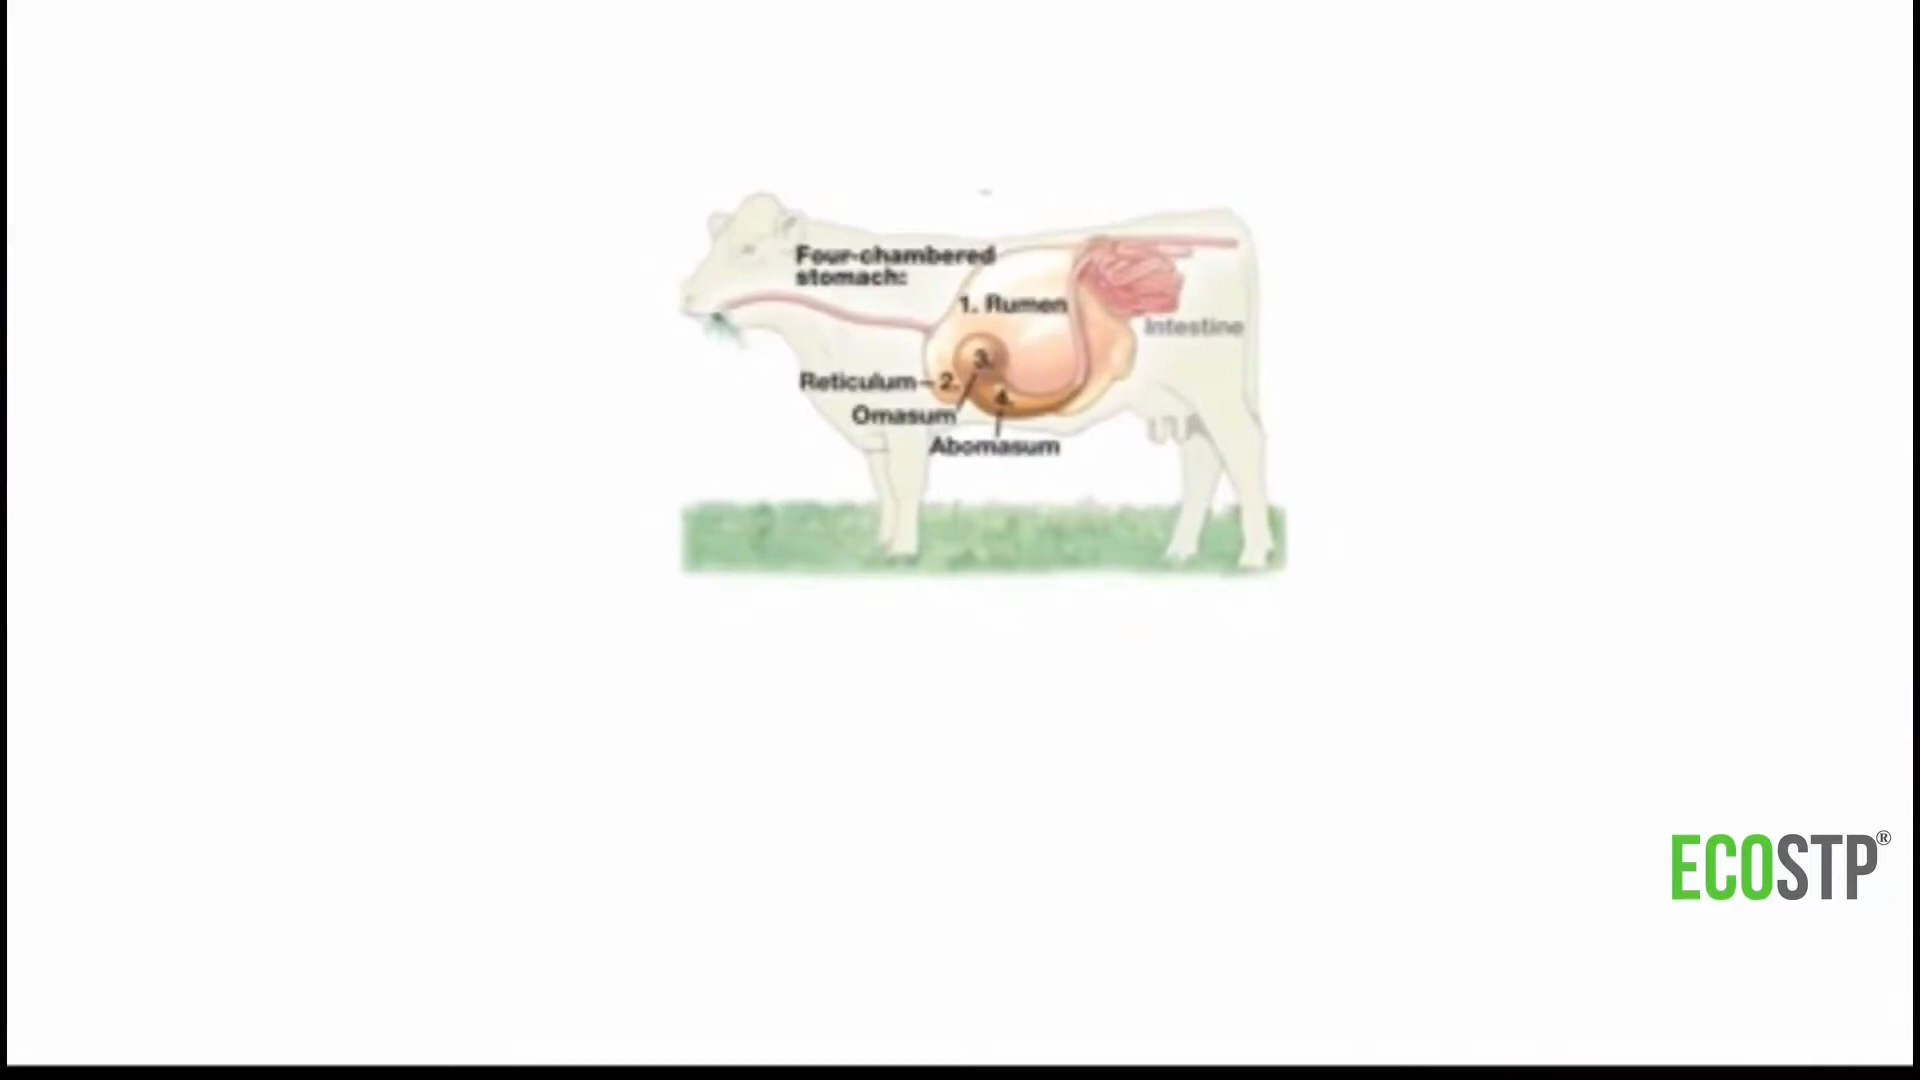 Four-chambered
stomach:
1. Rumen
Intestine
3.
Reticulum – 2.
4.
Omasum
Abomasum
ECOSTP®